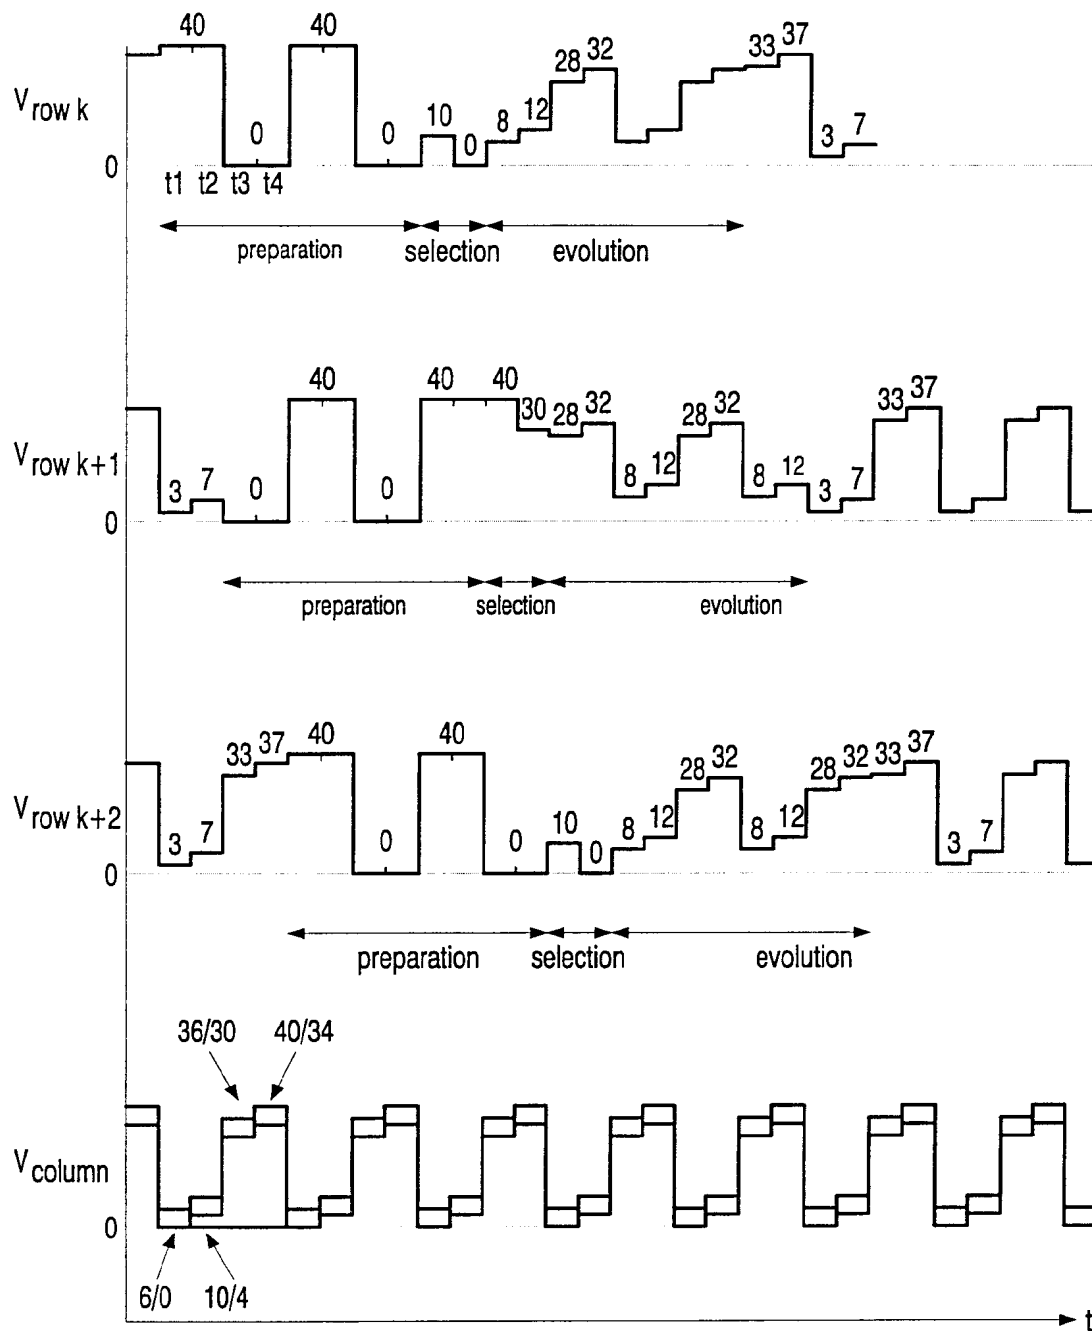 40 40 33 37
28 32
V row k
10 8 12
0 0 0 3 7
0
t1 t2 t3 t4
preparation selection evolution
40 40 40 33 37
30 28 32 28 32
V row k+1
3 7 0 0 8 12 8 12 3 7
0
preparation selection evolution
33 37 40 40 28 32 28 32 33 37
V row k+2
3 7 0 0 10 0 8 12 8 12 3 7
0
preparation selection evolution
36/30 40/34
V column
0
6/0 10/4
t